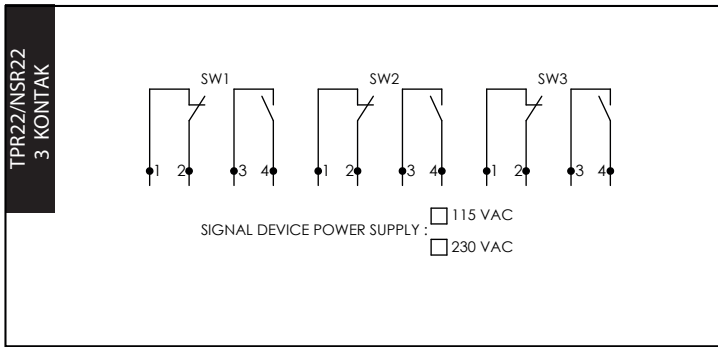 TPR22/NSR22
3 KONTAK
SW1 SW2 SW3
1 2 3 4 1 2 3 4 1 2 3 4
SIGNAL DEVICE POWER SUPPLY :
115 VAC
230 VAC